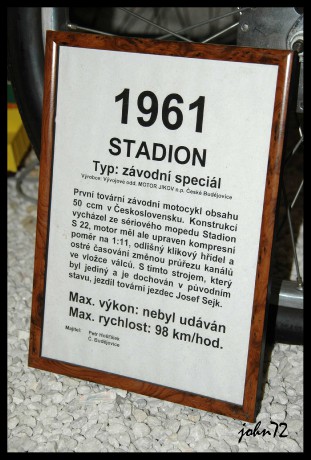 1961
STADION
Typ: závodní speciál
Výrobce: Vývojové odd. MOTOR JIKOV n.p. České Budějovice
První tovární závodní motocykl obsahu
50 ccm v Československu. Konstrukcí
vycházel ze sériového mopedu Stadion
S 22, motor měl ale upraven kompresní
poměr na 1:11, odlišný klikový hřídel a
ostré časování změnou průřezu kanálů
ve vložce válců. S tímto strojem, který
byl jediný a je dochován v původním
stavu, jezdil tovární jezdec Josef Sejk.
Max. výkon: nebyl udáván
Max. rychlost: 98 km/hod.
Majitel: Petr
Č. Budějovice
john72